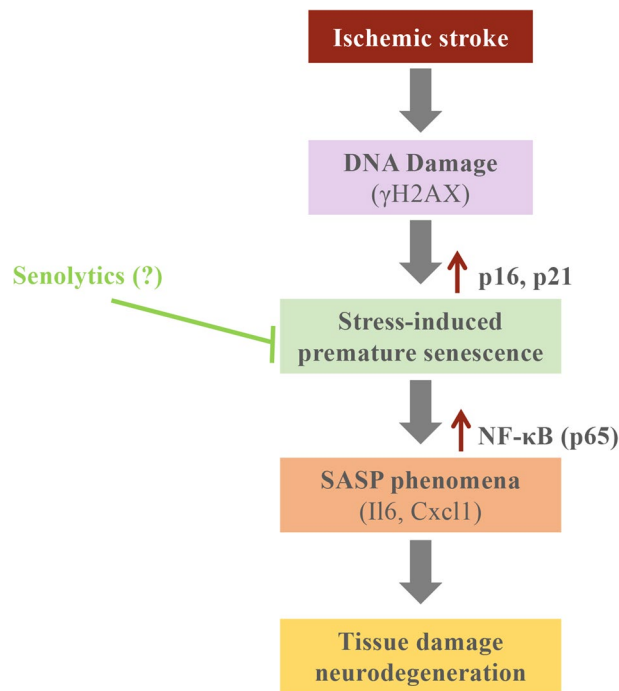 Ischemic stroke
DNA Damage
(γH2AX)
p16, p21
Senolytics (?)
Stress-induced
premature senescence
NF-κB (p65)
SASP phenomena
(Il6, Cxcl1)
Tissue damage
neurodegeneration